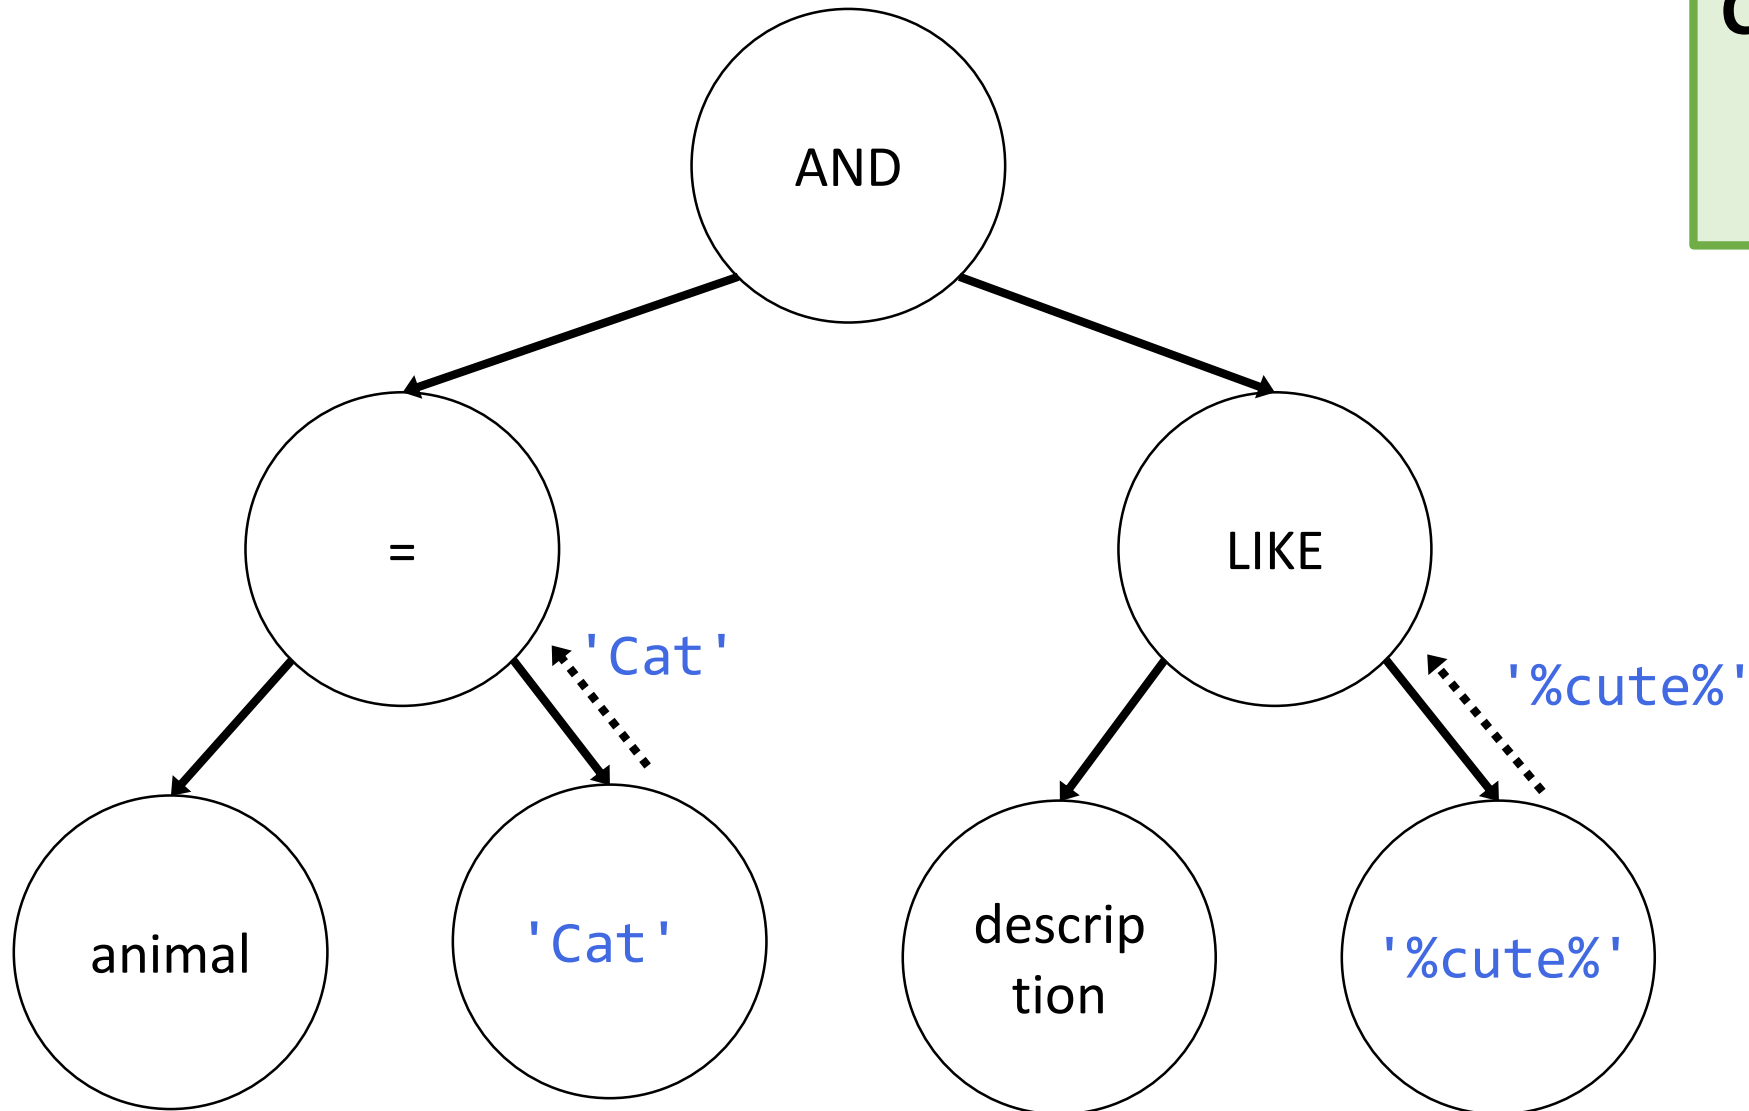 AND
=
LIKE
'Cat'
'%cute%'
animal
'Cat'
descrip
tion
'%cute%'